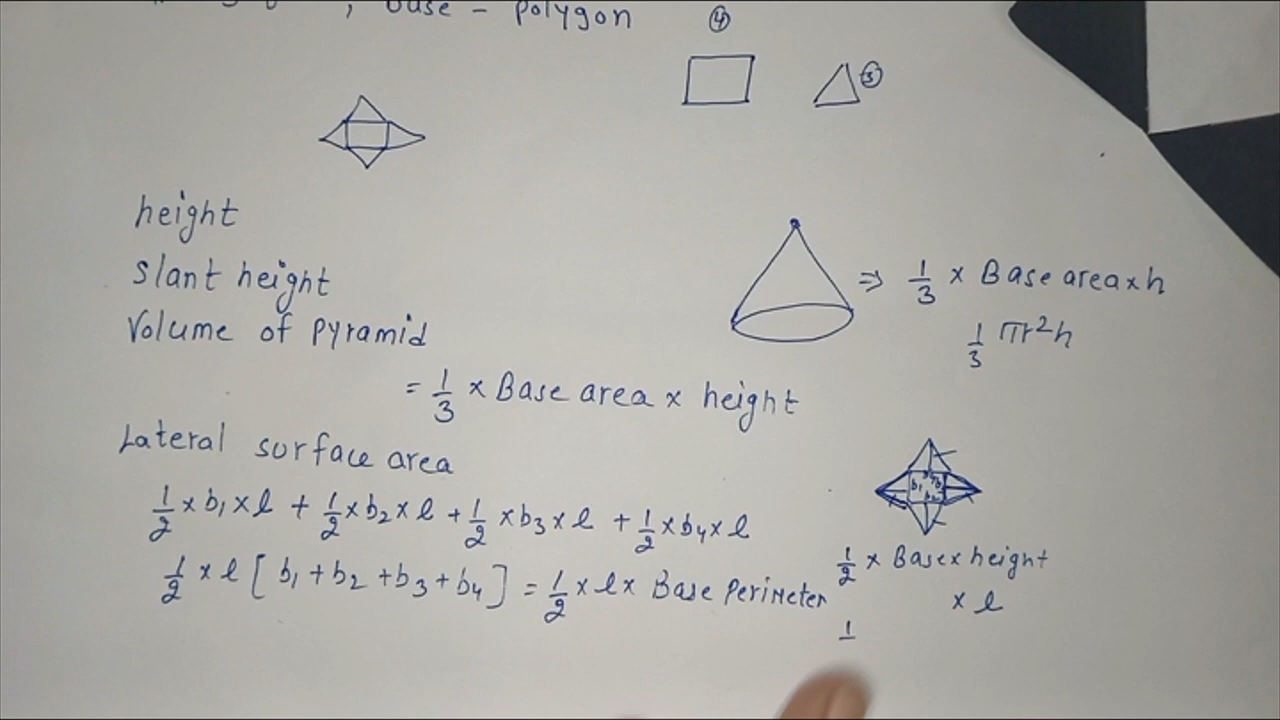 ; base - polygon ④
③
height
Slant height
Volume of pyramid
= 1/3 × Base area × height
⇒ 1/3 × Base area × h
1/3 πr²h
Lateral surface area
1/2 × b₁ × l + 1/2 × b₂ × l + 1/2 × b₃ × l + 1/2 × b₄ × l
1/2 × l [ b₁ + b₂ + b₃ + b₄ ] = 1/2 × l × Base Perimeter
b₁
1/2 × Base × height
× l
1